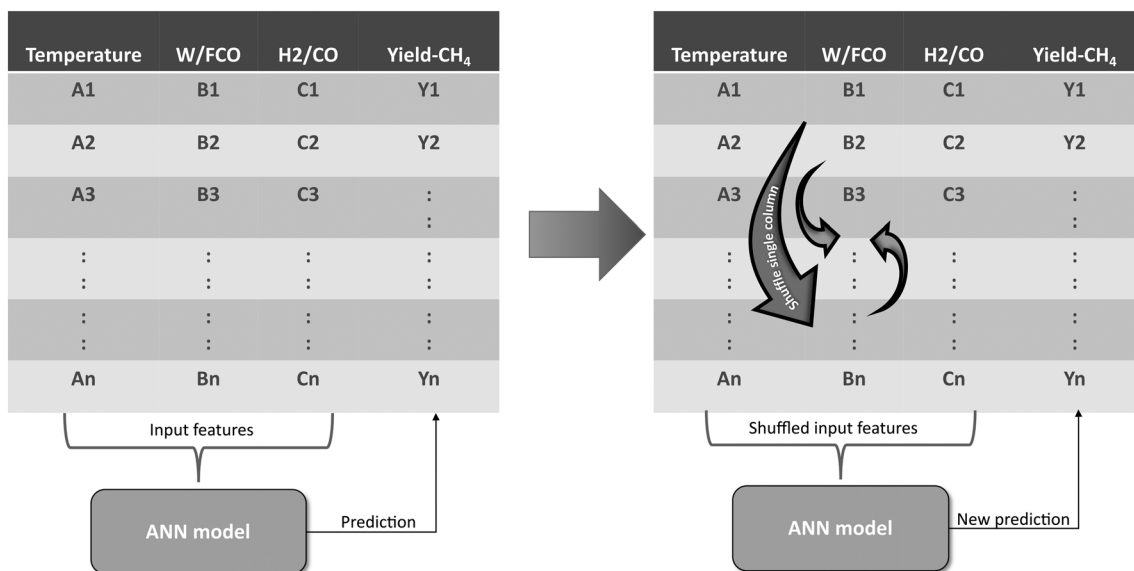 Temperature W/FCO H2/CO Yield-CH₄
A1 B1 C1 Y1
A2 B2 C2 Y2
A3 B3 C3 :
:
: : : :
: : : :
: : : :
: : : :
An Bn Cn Yn
Input features
ANN model
Prediction
Temperature W/FCO H2/CO Yield-CH₄
A1 B1 C1 Y1
A2 B2 C2 Y2
A3 B3 C3 :
:
: : : :
: : : :
: : : :
: : : :
An Bn Cn Yn
Shuffle single column
Shuffled input features
ANN model
New prediction